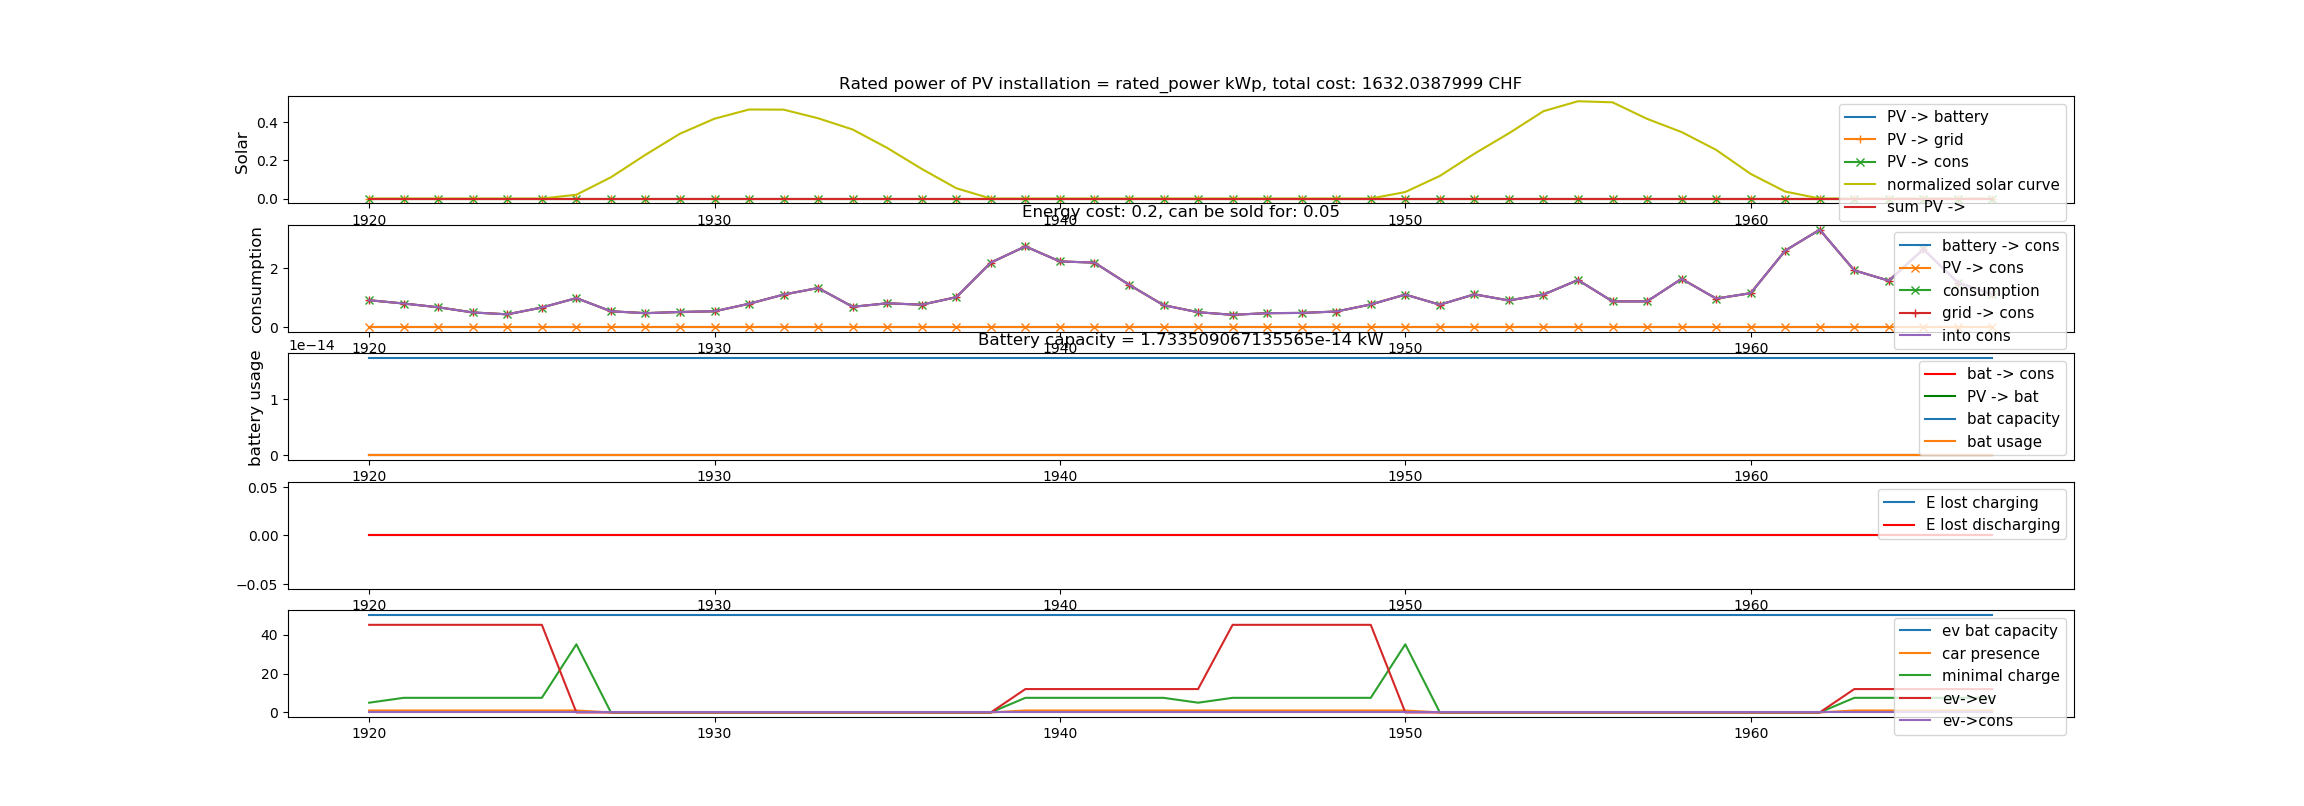 Rated power of PV installation = rated_power kWp, total cost: 1632.0387999 CHF
Solar
0.4
0.2
0.0
PV -> battery
PV -> grid
PV -> cons
normalized solar curve
sum PV ->
1920 1930 1940 1950 1960
Energy cost: 0.2, can be sold for: 0.05
consumption
2
0
battery -> cons
PV -> cons
consumption
grid -> cons
into cons
1920 1930 1940 1950 1960
Battery capacity = 1.733509067135565e-14 kW
1e−14
battery usage
1
0
bat -> cons
PV -> bat
bat capacity
bat usage
1920 1930 1940 1950 1960
0.05
0.00
−0.05
E lost charging
E lost discharging
1920 1930 1940 1950 1960
40
20
0
ev bat capacity
car presence
minimal charge
ev->ev
ev->cons
1920 1930 1940 1950 1960